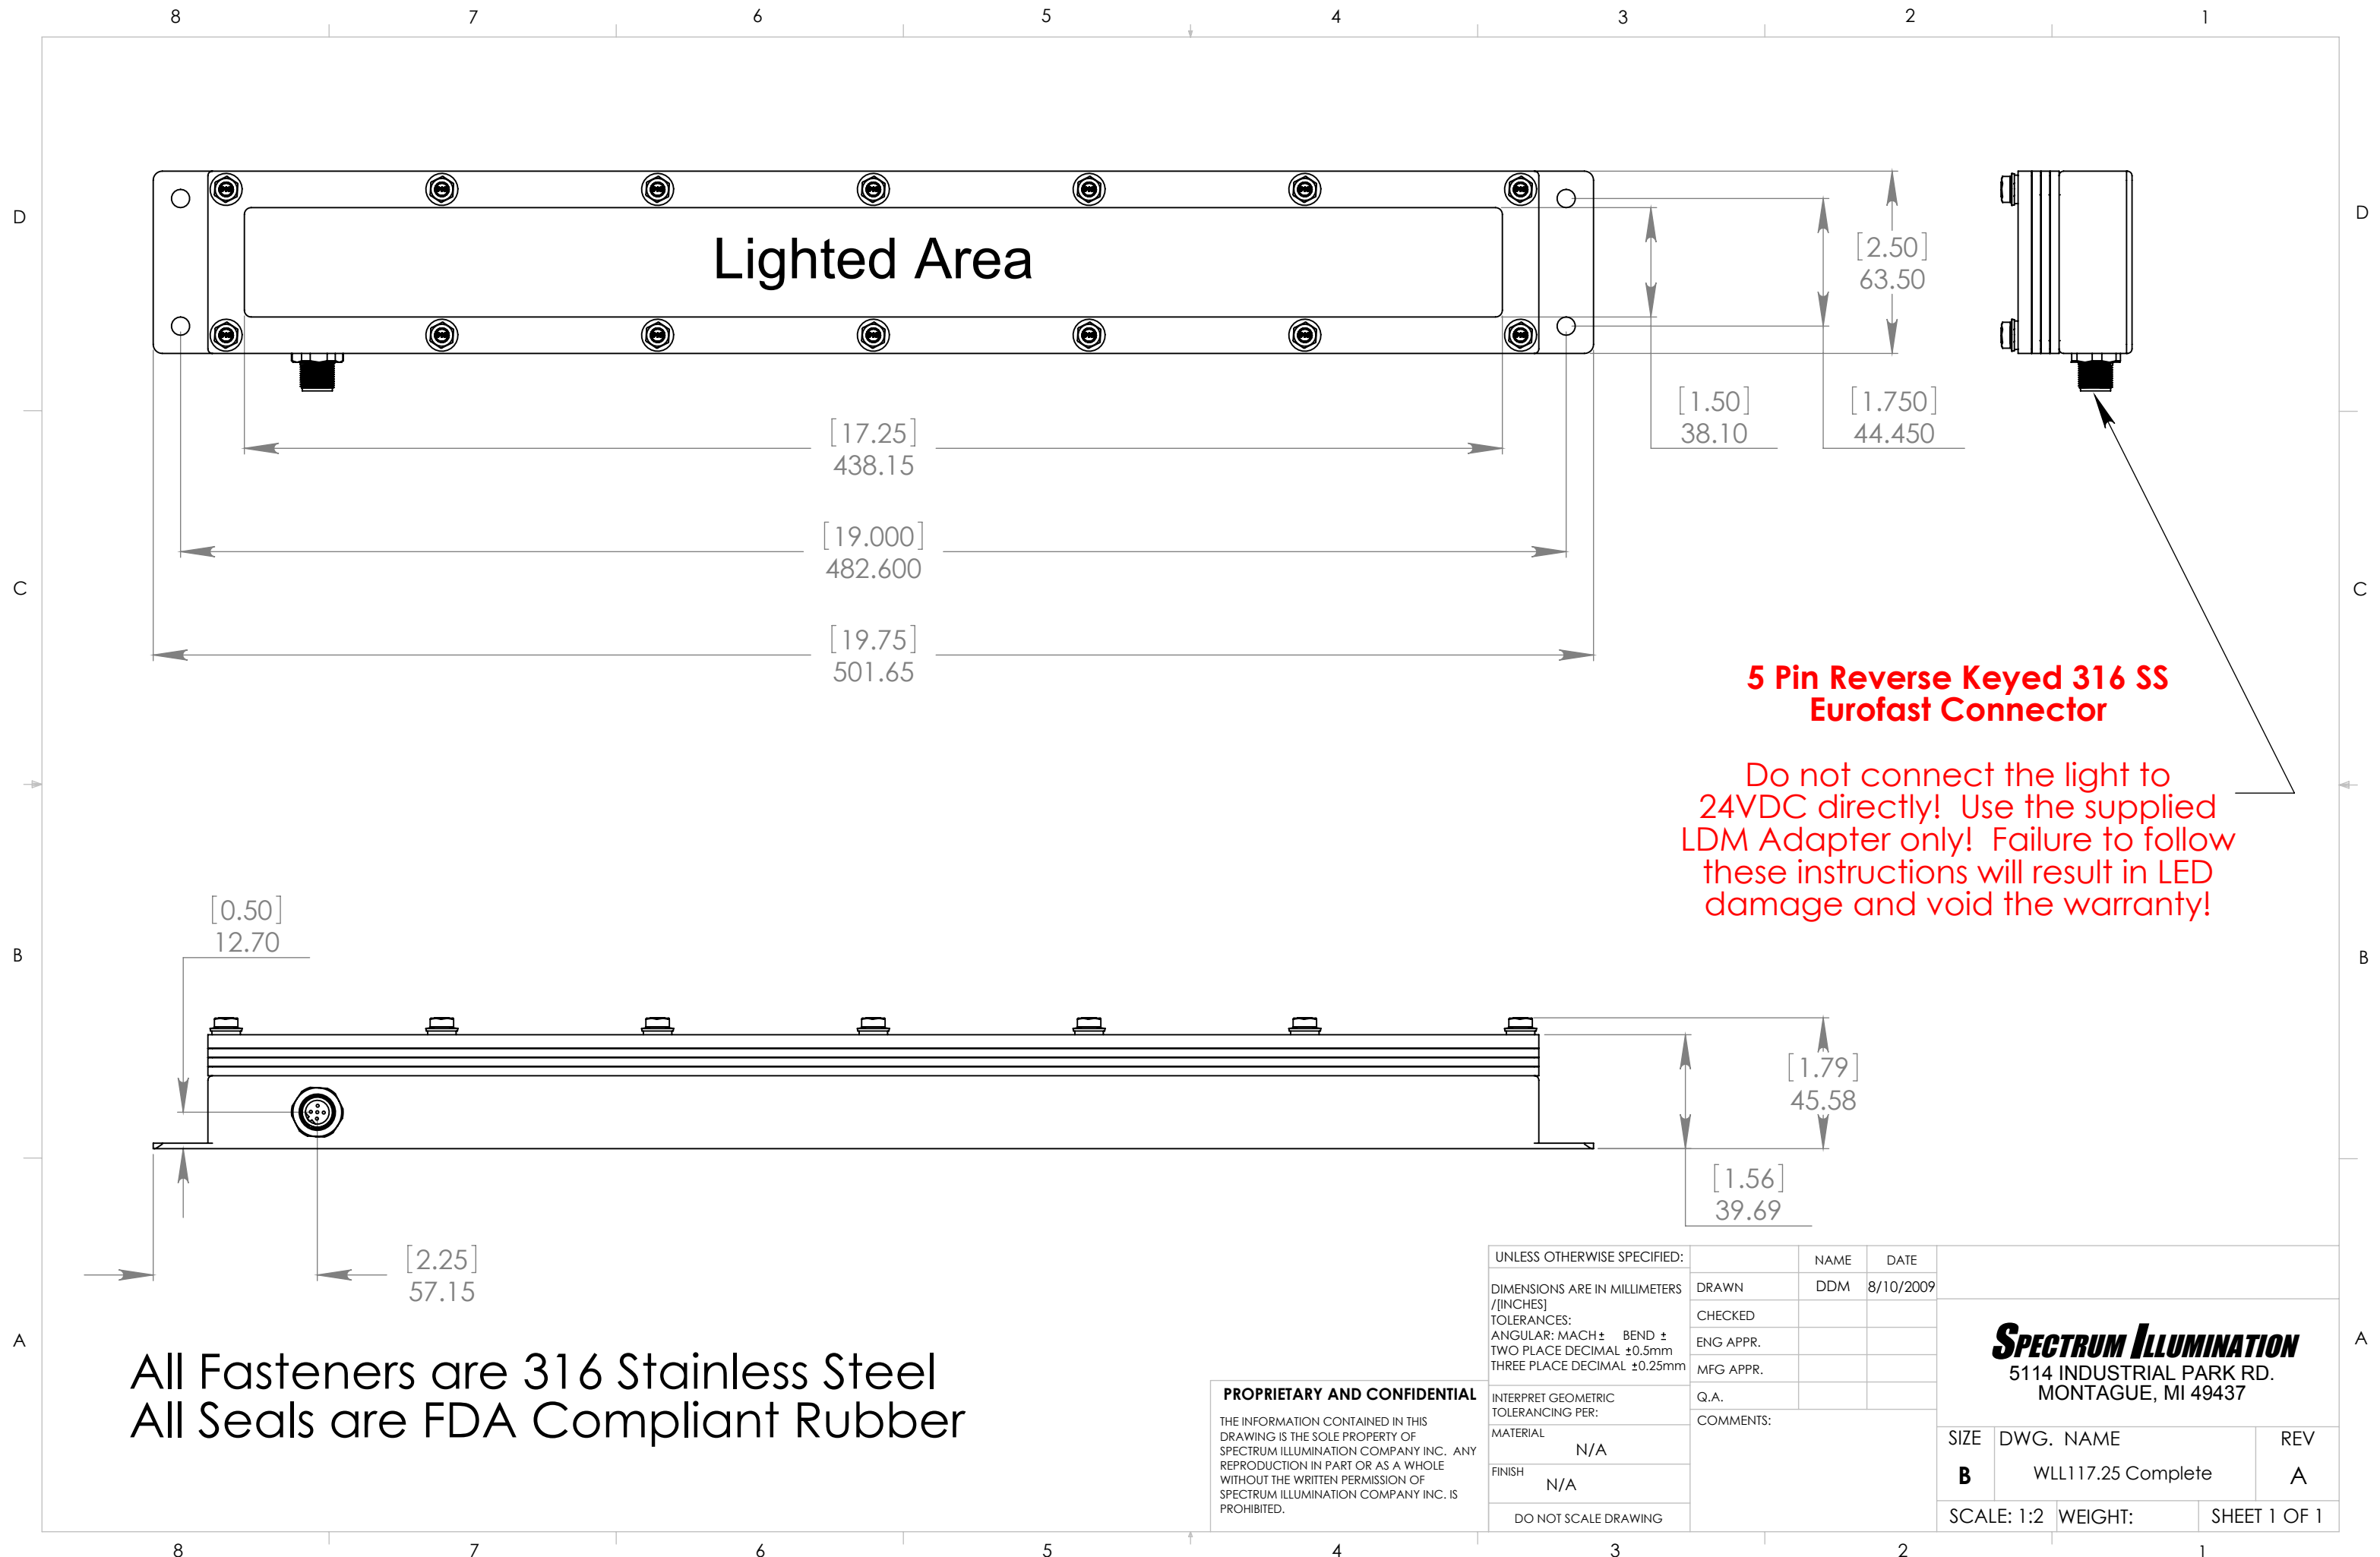 8 7 6 5 4 3 2 1
D
D
Lighted Area
[2.50]
63.50
[1.50]
38.10
[1.750]
44.450
[17.25]
438.15
[19.000]
482.600
C
C
[19.75]
501.65
5 Pin Reverse Keyed 316 SS
Eurofast Connector
Do not connect the light to
24VDC directly! Use the supplied
LDM Adapter only! Failure to follow
these instructions will result in LED
damage and void the warranty!
[0.50]
12.70
B
B
[1.79]
45.58
[1.56]
39.69
[2.25]
57.15
A
A
All Fasteners are 316 Stainless Steel
All Seals are FDA Compliant Rubber
PROPRIETARY AND CONFIDENTIAL
THE INFORMATION CONTAINED IN THIS
DRAWING IS THE SOLE PROPERTY OF
SPECTRUM ILLUMINATION COMPANY INC. ANY
REPRODUCTION IN PART OR AS A WHOLE
WITHOUT THE WRITTEN PERMISSION OF
SPECTRUM ILLUMINATION COMPANY INC. IS
PROHIBITED.
UNLESS OTHERWISE SPECIFIED:
DIMENSIONS ARE IN MILLIMETERS
/[INCHES]
TOLERANCES:
ANGULAR: MACH± BEND ±
TWO PLACE DECIMAL ±0.5mm
THREE PLACE DECIMAL ±0.25mm
INTERPRET GEOMETRIC
TOLERANCING PER:
MATERIAL
N/A
FINISH
N/A
DO NOT SCALE DRAWING
NAME DATE
DRAWN DDM 8/10/2009
CHECKED
ENG APPR.
MFG APPR.
Q.A.
COMMENTS:
SPECTRUM ILLUMINATION
5114 INDUSTRIAL PARK RD.
MONTAGUE, MI 49437
SIZE DWG. NAME REV
B WLL117.25 Complete A
SCALE: 1:2 WEIGHT: SHEET 1 OF 1
8 7 6 5 4 3 2 1